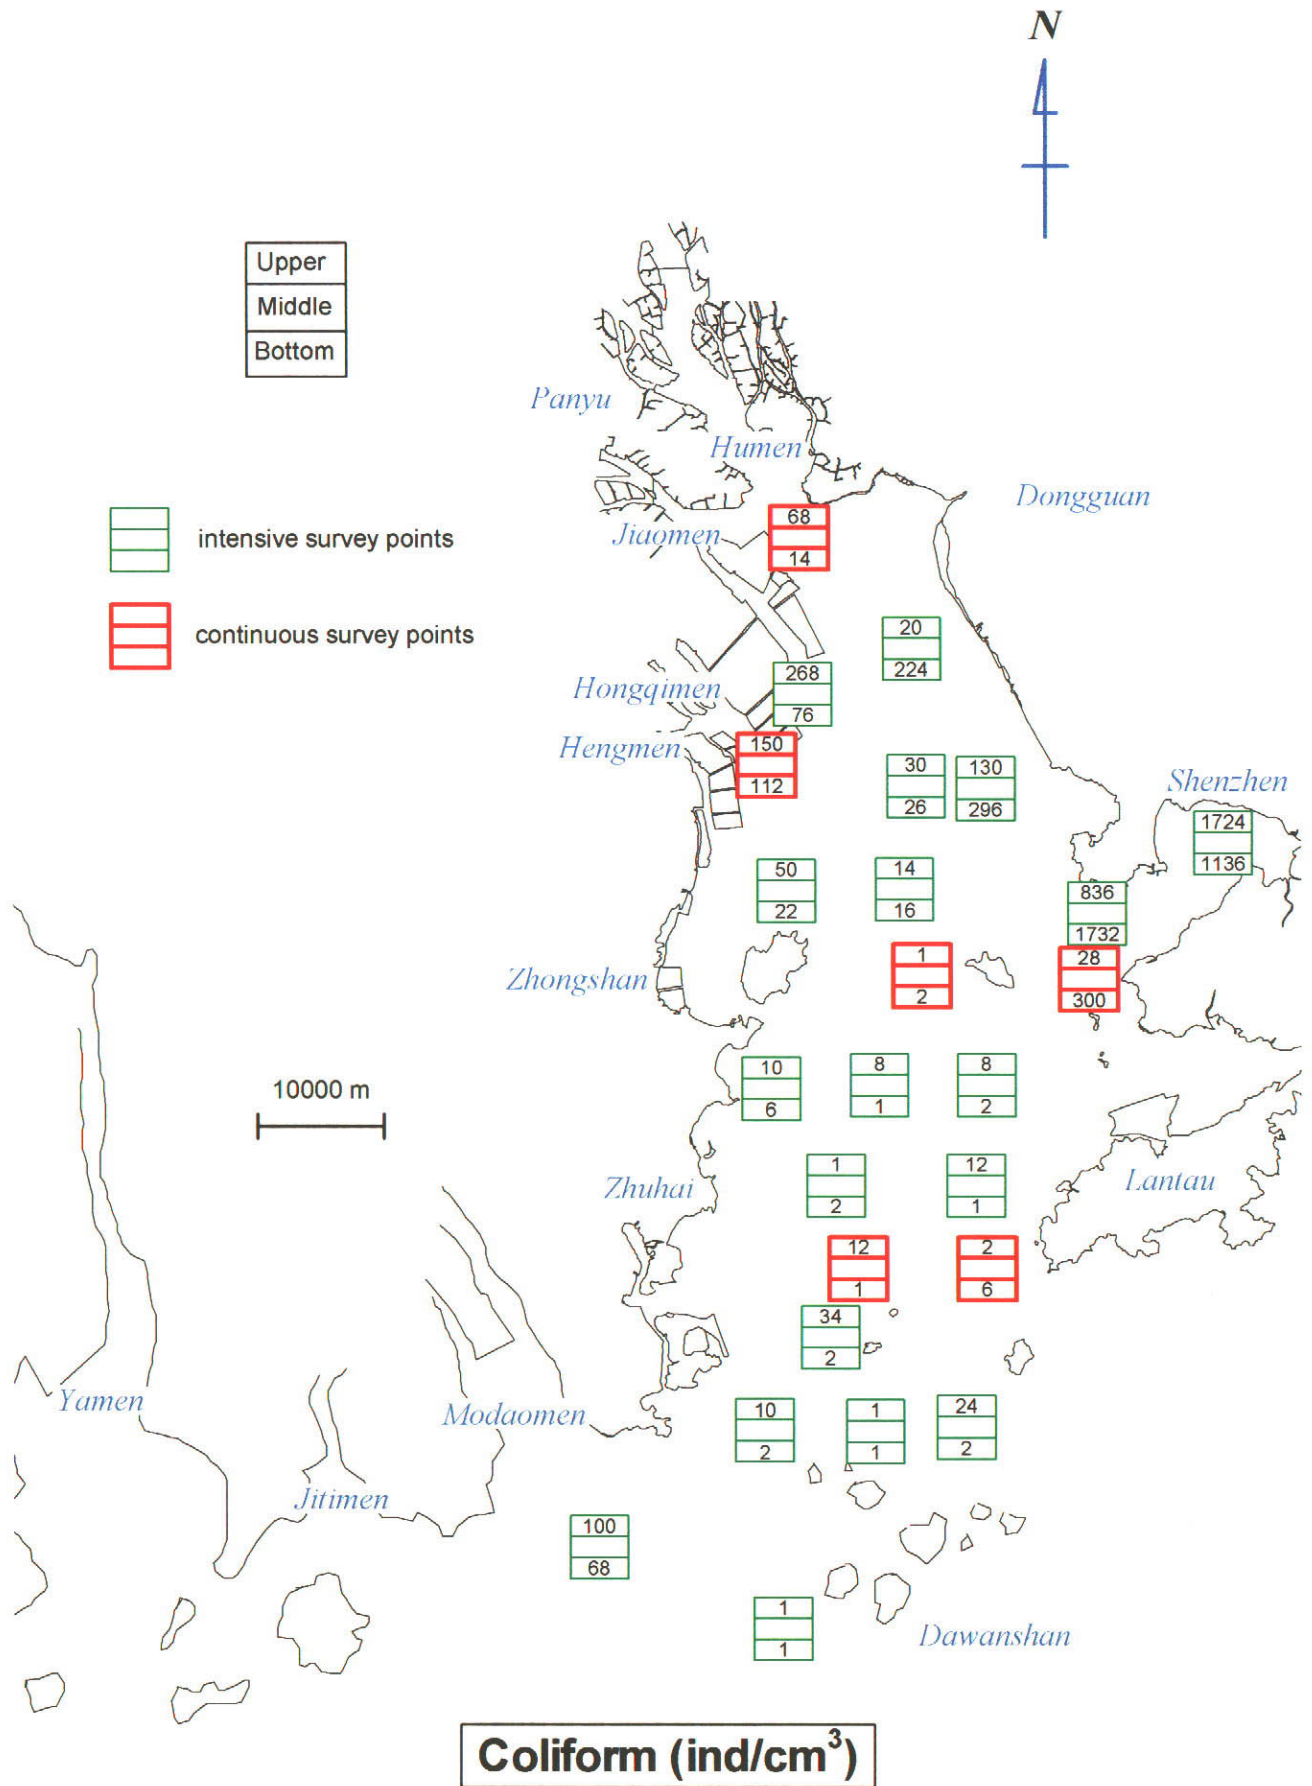 N
Upper
Middle
Bottom
Panyu
Humen
Dongguan
intensive survey points
68
14
Jiaomen
continuous survey points
20
224
268
76
Hongqimen
Hengmen
150
112
30
26
130
296
Shenzhen
1724
1136
50
22
14
16
836
1732
Zhongshan
1
2
28
300
10000 m
10
6
8
1
8
2
Zhuhai
1
2
12
1
Lantau
12
1
2
6
34
2
Yamen
Modaomen
10
2
1
1
24
2
Jitimen
100
68
1
1
Dawanshan
Coliform (ind/cm³)